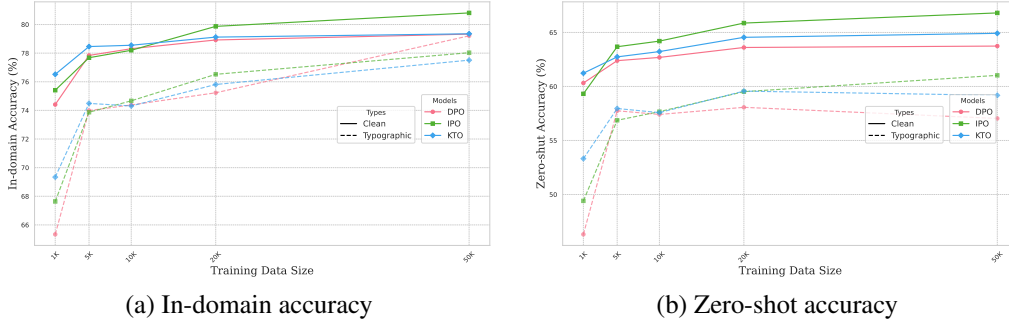 In-domain Accuracy (%)
80
78
76
74
72
70
68
66
Types
Clean
Typographic
Models
DPO
IPO
KTO
1K
5K
10K
20K
50K
Training Data Size
(a) In-domain accuracy
Zero-shut Accuracy (%)
65
60
55
50
Types
Clean
Typographic
Models
DPO
IPO
KTO
1K
5K
10K
20K
50K
Training Data Size
(b) Zero-shot accuracy